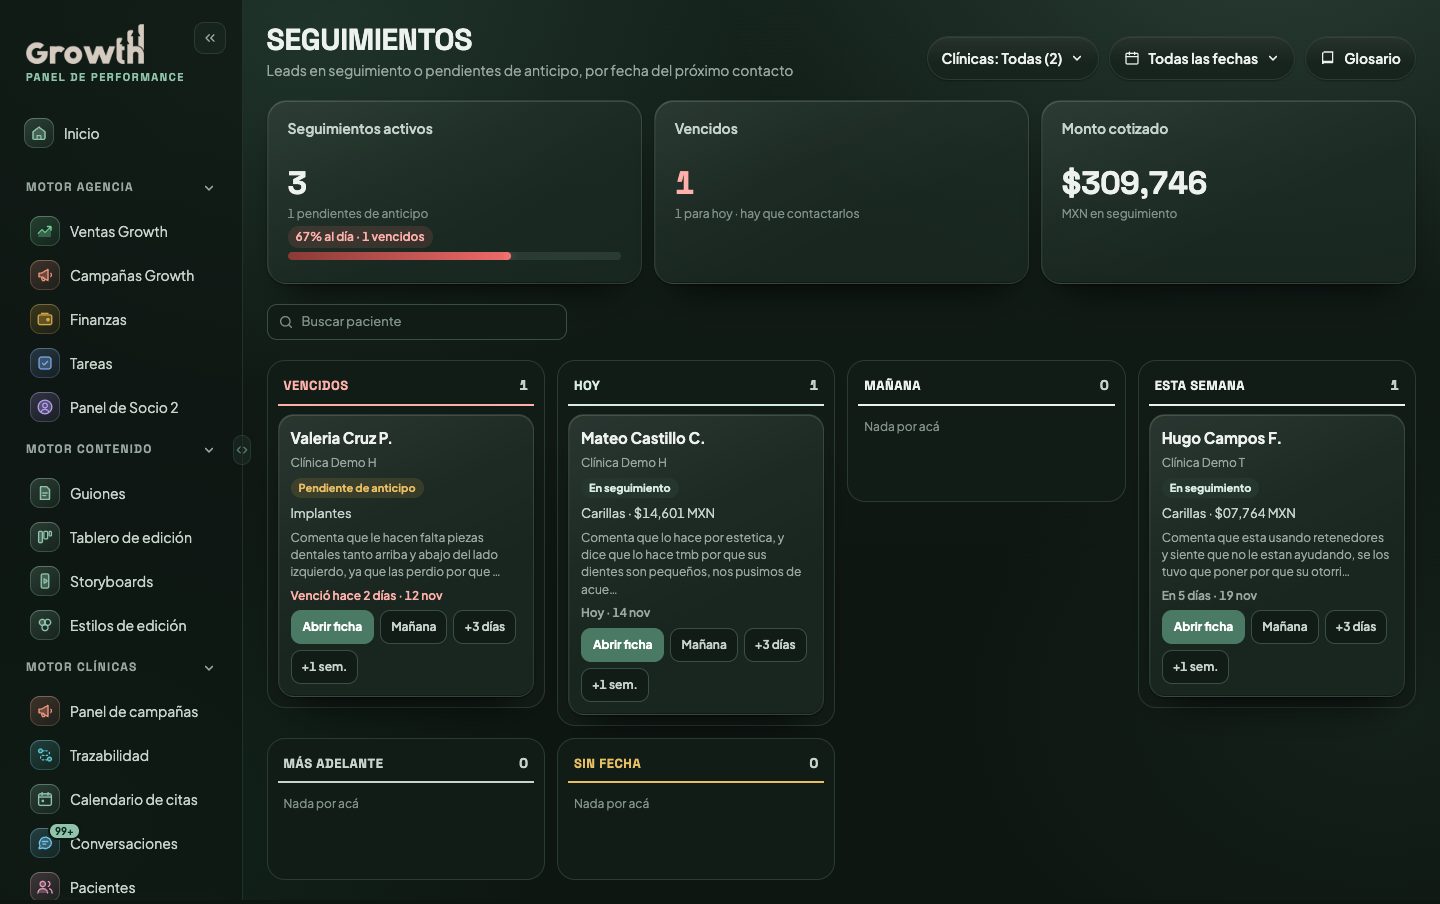 Growth
PANEL DE PERFORMANCE
Inicio
MOTOR AGENCIA
Ventas Growth
Campañas Growth
Finanzas
Tareas
Panel de Socio 2
MOTOR CONTENIDO
Guiones
Tablero de edición
Storyboards
Estilos de edición
MOTOR CLÍNICAS
Panel de campañas
Trazabilidad
Calendario de citas
99+
Conversaciones
Pacientes
SEGUIMIENTOS
Leads en seguimiento o pendientes de anticipo, por fecha del próximo contacto
Clínicas: Todas (2)
Todas las fechas
Glosario
Seguimientos activos
3
1 pendientes de anticipo
67% al día · 1 vencidos
Vencidos
1
1 para hoy · hay que contactarlos
Monto cotizado
$309,746
MXN en seguimiento
Buscar paciente
VENCIDOS 1
Valeria Cruz P.
Clínica Demo H
Pendiente de anticipo
Implantes
Comenta que le hacen falta piezas
dentales tanto arriba y abajo del lado
izquierdo, ya que las perdio por que ...
Venció hace 2 días · 12 nov
Abrir ficha Mañana +3 días
+1 sem.
HOY 1
Mateo Castillo C.
Clínica Demo H
En seguimiento
Carillas · $14,601 MXN
Comenta que lo hace por estetica, y
dice que lo hace tmb por que sus
dientes son pequeños, nos pusimos de
acue...
Hoy · 14 nov
Abrir ficha Mañana +3 días
+1 sem.
MAÑANA 0
Nada por acá
ESTA SEMANA 1
Hugo Campos F.
Clínica Demo T
En seguimiento
Carillas · $07,764 MXN
Comenta que esta usando retenedores
y siente que no le estan ayudando, se los
tuvo que poner por que su otorri...
En 5 días · 19 nov
Abrir ficha Mañana +3 días
+1 sem.
MÁS ADELANTE 0
Nada por acá
SIN FECHA 0
Nada por acá